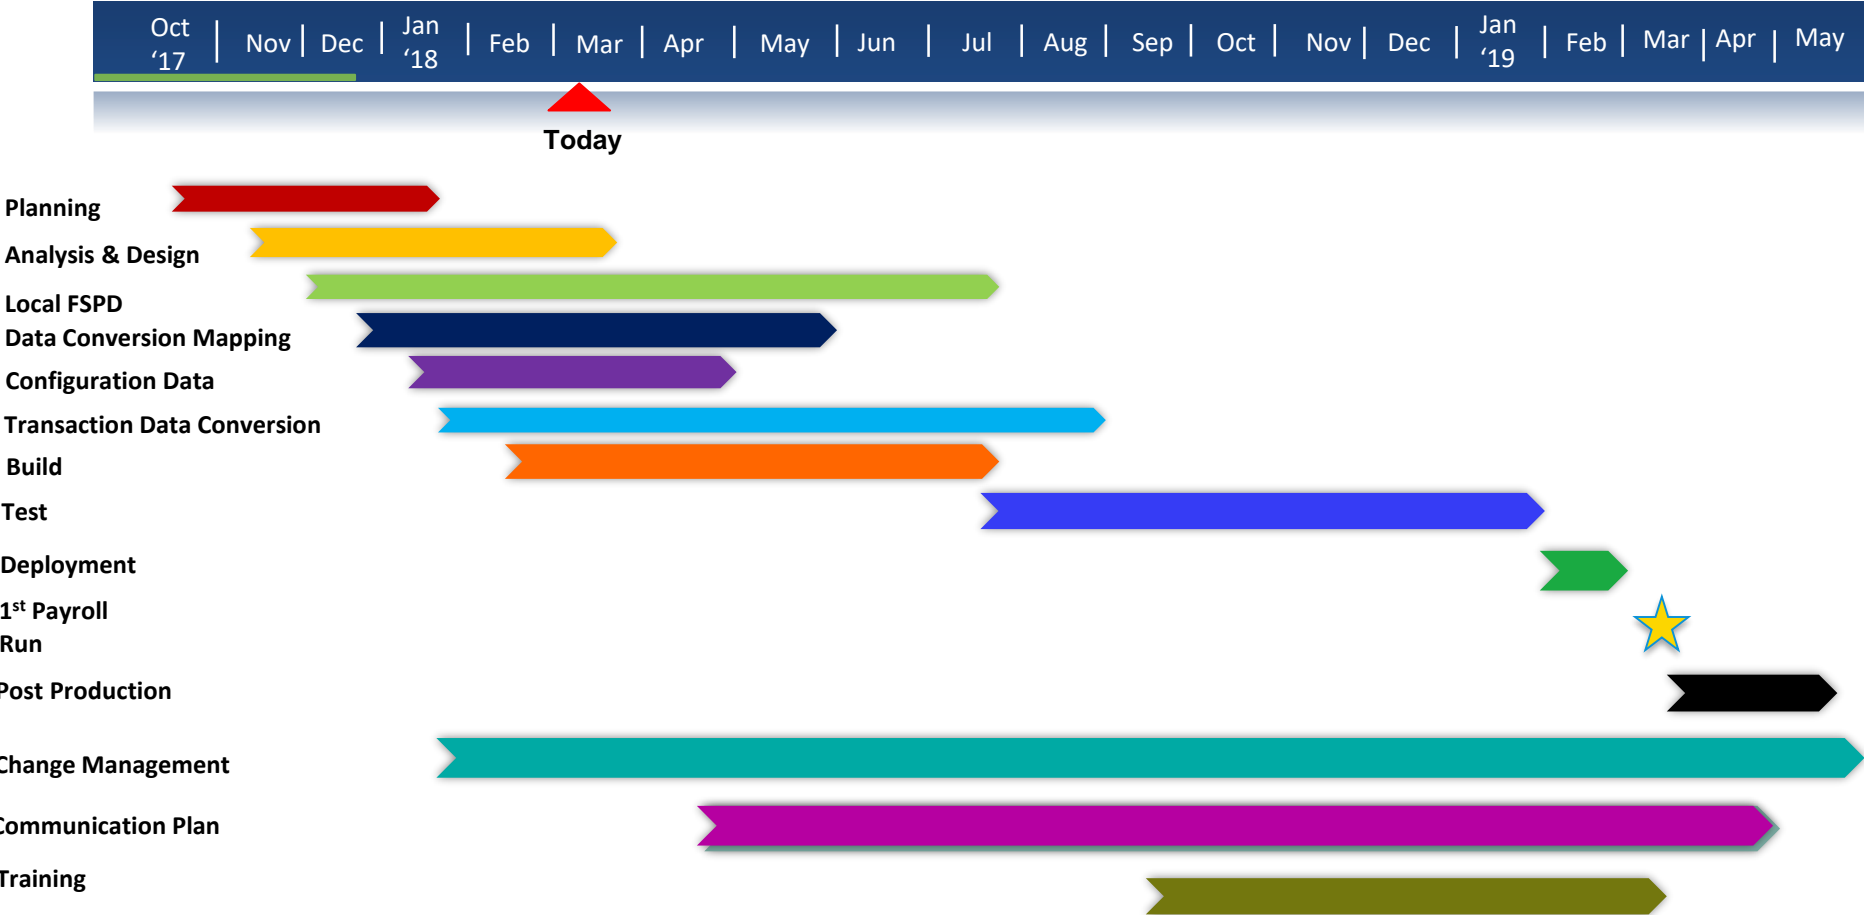 Oct Nov Dec Jan Feb Mar Apr May Jun Jul Aug Sep Oct Nov Dec Jan Feb Mar Apr May
‘17 ‘18 ‘19
Today
Planning
Analysis & Design
Local FSPD
Data Conversion Mapping
Configuration Data
Transaction Data Conversion
Build
Test
Deployment
1st Payroll
Run
Post Production
Change Management
Communication Plan
Training